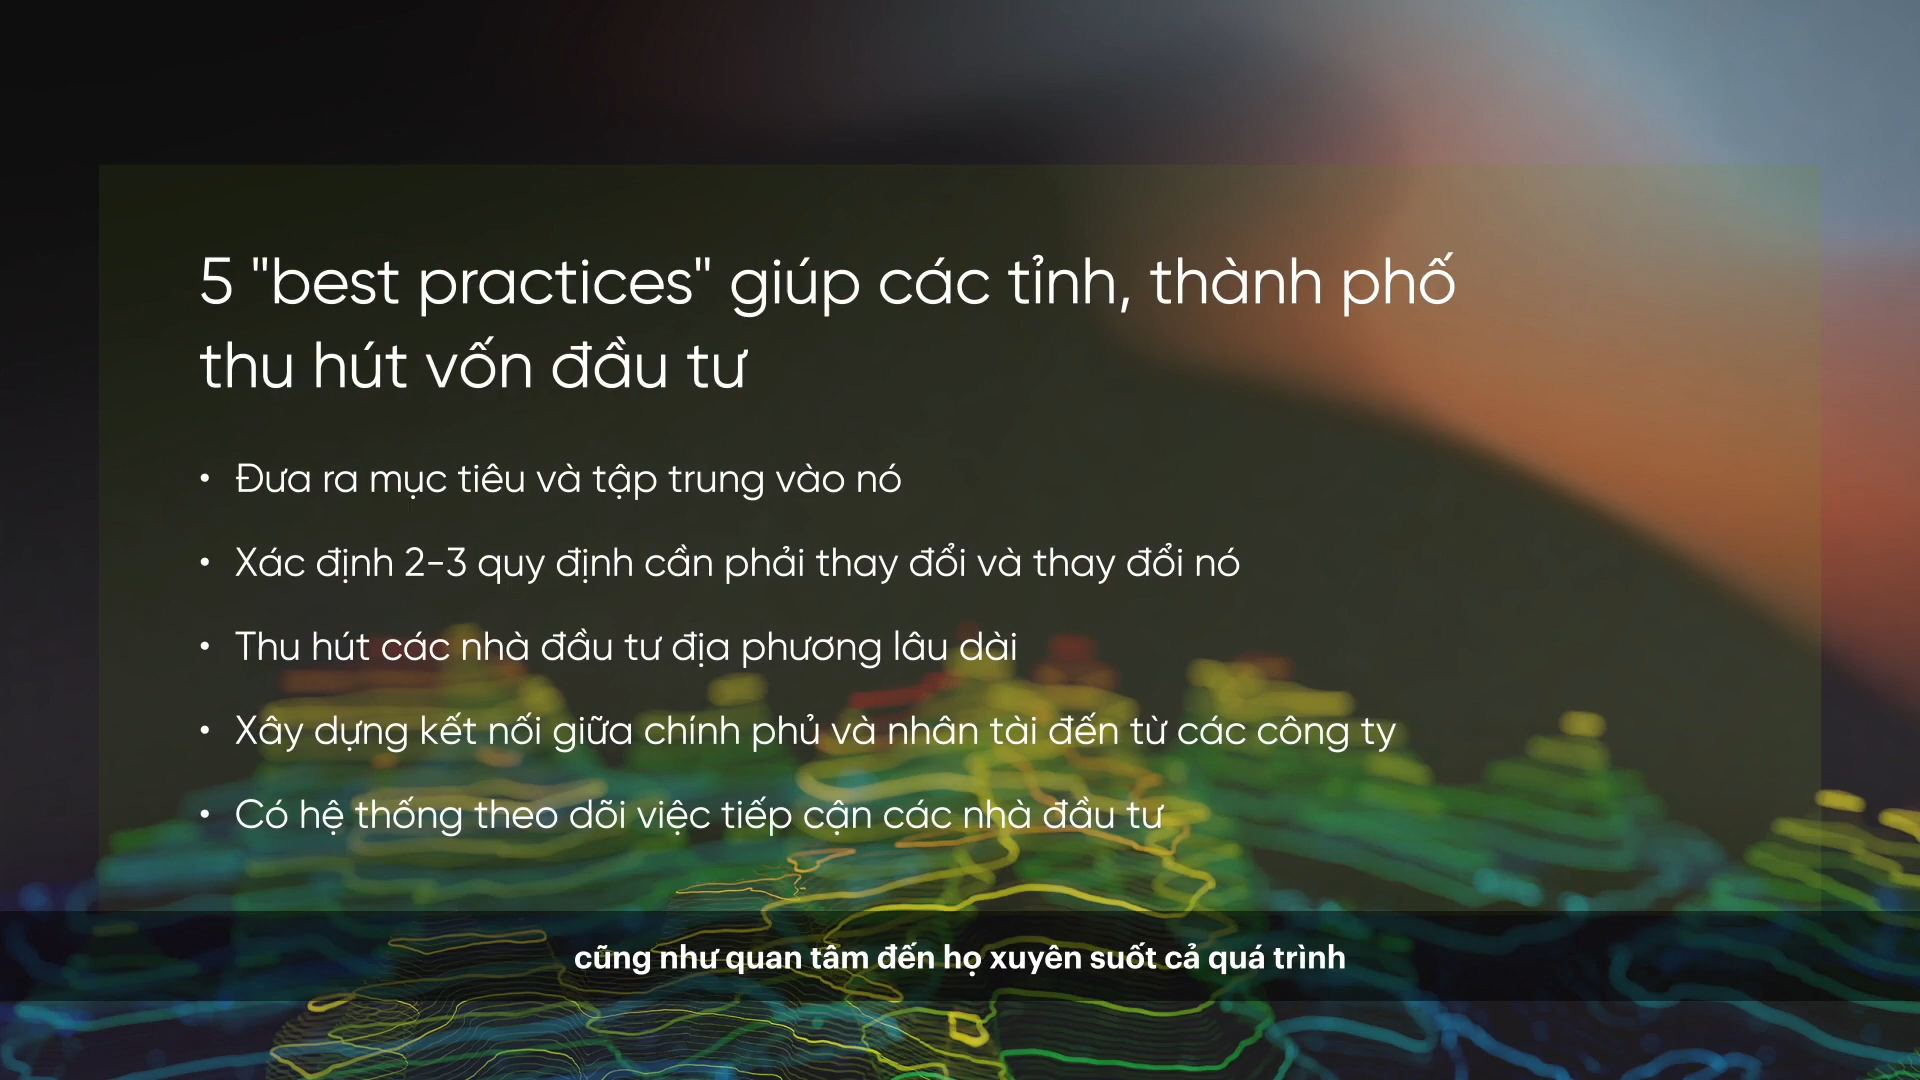 5 "best practices" giúp các tỉnh, thành phố
thu hút vốn đầu tư
• Đưa ra mục tiêu và tập trung vào nó
• Xác định 2-3 quy định cần phải thay đổi và thay đổi nó
• Thu hút các nhà đầu tư địa phương lâu dài
• Xây dựng kết nối giữa chính phủ và nhân tài đến từ các công ty
• Có hệ thống theo dõi việc tiếp cận các nhà đầu tư
cũng như quan tâm đến họ xuyên suốt cả quá trình